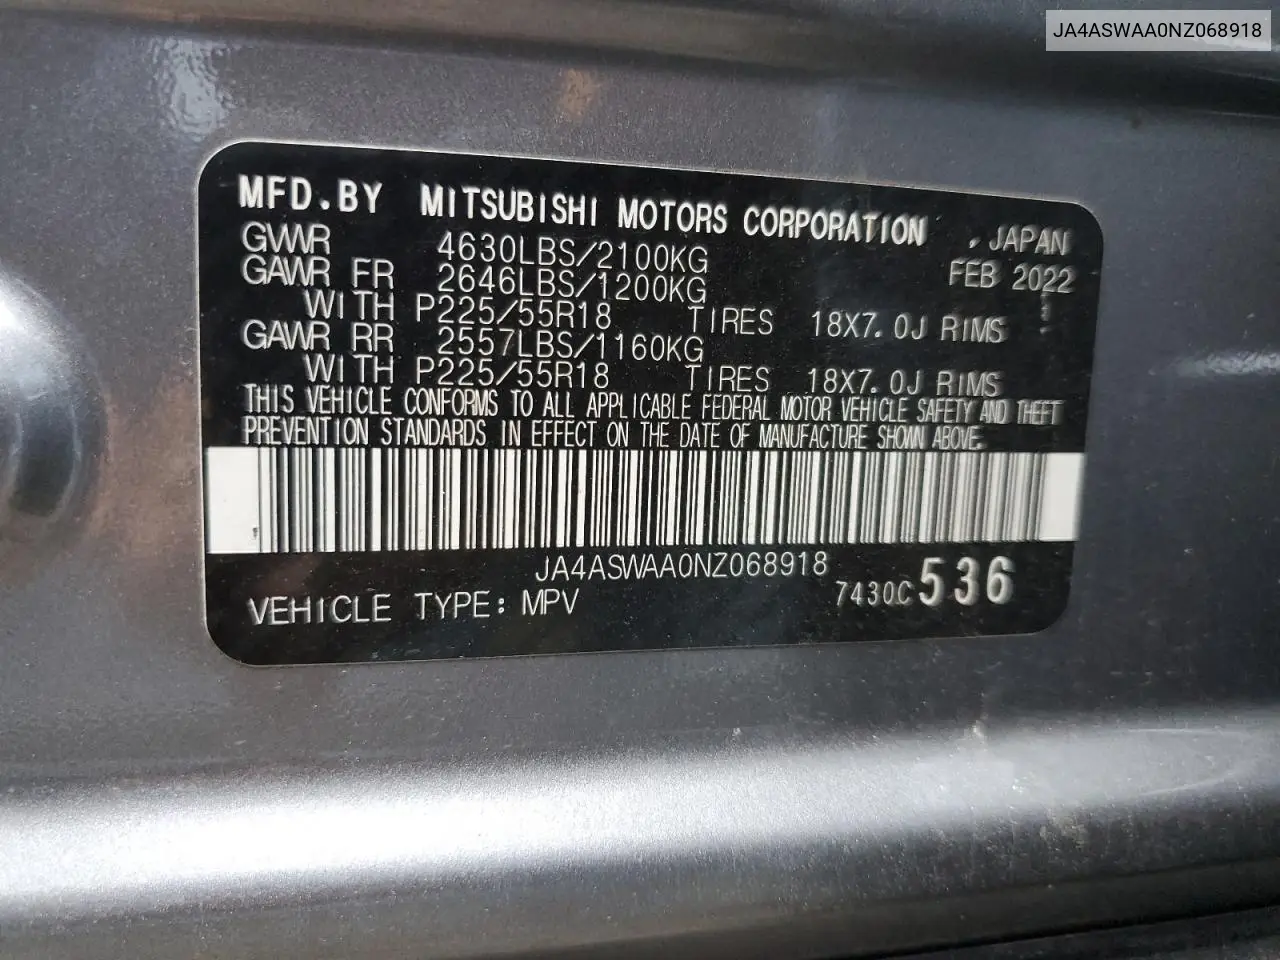 JA4ASWAA0NZ068918
MFD.BY MITSUBISHI MOTORS CORPORATION , JAPAN
GVWR 4630LBS/2100KG FEB 2022
GAWR FR 2646LBS/1200KG
WITH P225/55R18 TIRES 18X7.0J RIMS
GAWR RR 2557LBS/1160KG
WITH P225/55R18 TIRES 18X7.0J RIMS
THIS VEHICLE CONFORMS TO ALL APPLICABLE FEDERAL MOTOR VEHICLE SAFETY AND THEFT
PREVENTION STANDARDS IN EFFECT ON THE DATE OF MANUFACTURE SHOWN ABOVE.
JA4ASWAA0NZ068918
VEHICLE TYPE: MPV 7430C 536